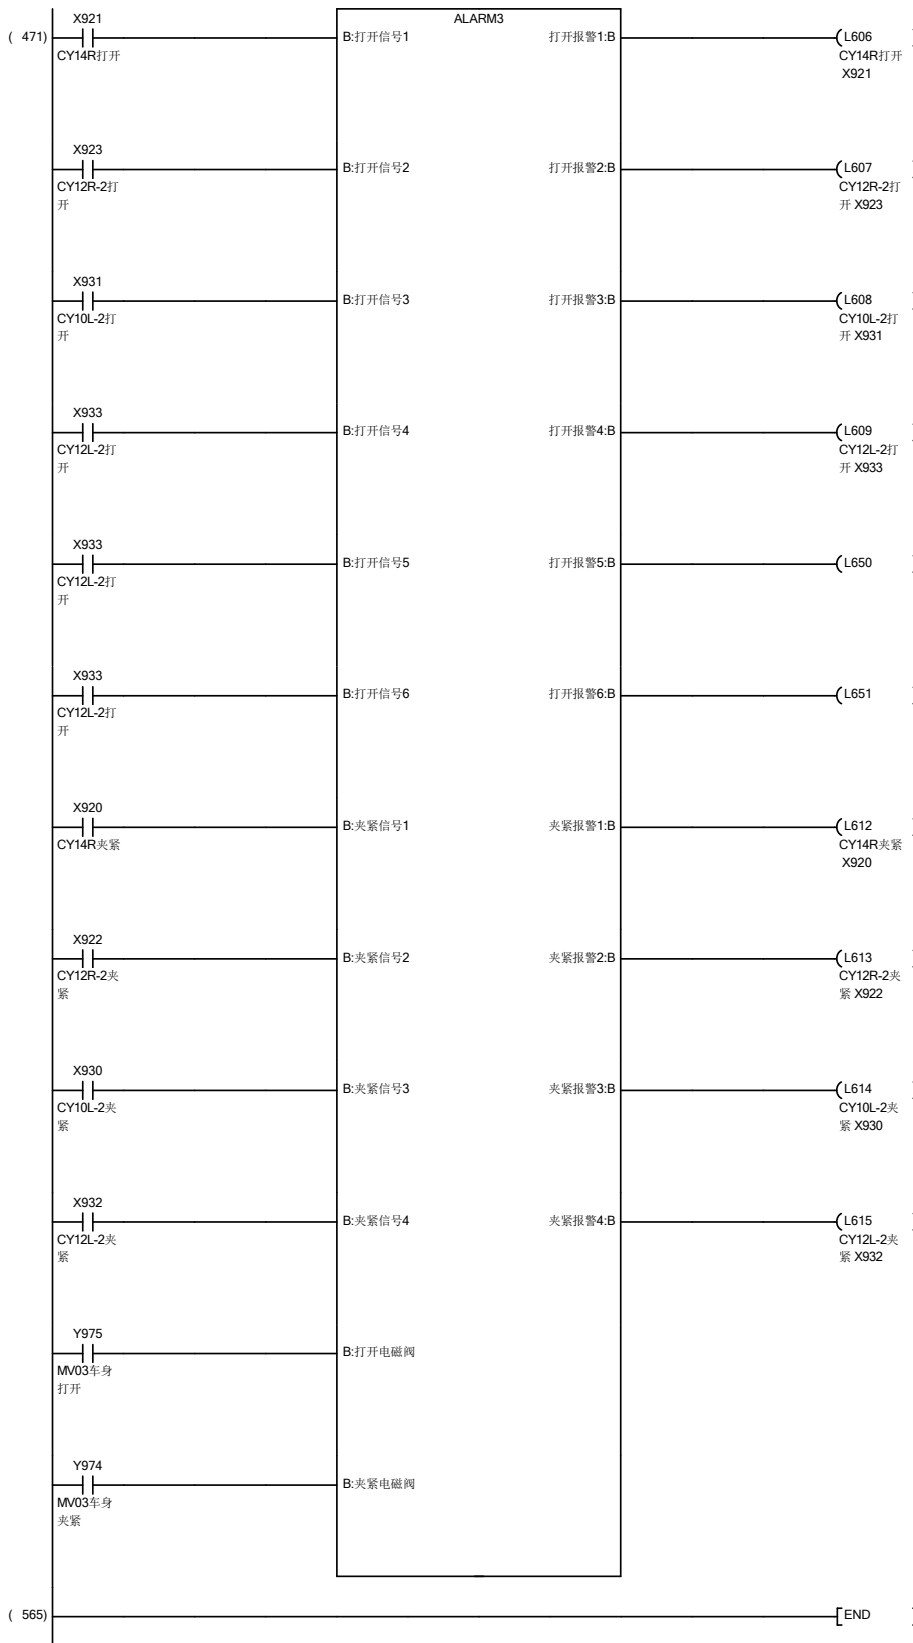 X921
ALARM3
( 471)
B:打开信号1
打开报警1:B
L606
CY14R打开
CY14R打开
X921
X923
B:打开信号2
打开报警2:B
L607
CY12R-2打
开
CY12R-2打
开 X923
X931
B:打开信号3
打开报警3:B
L608
CY10L-2打
开
CY10L-2打
开 X931
X933
B:打开信号4
打开报警4:B
L609
CY12L-2打
开
CY12L-2打
开 X933
X933
B:打开信号5
打开报警5:B
L650
CY12L-2打
开
X933
B:打开信号6
打开报警6:B
L651
CY12L-2打
开
X920
B:夹紧信号1
夹紧报警1:B
L612
CY14R夹紧
CY14R夹紧
X920
X922
B:夹紧信号2
夹紧报警2:B
L613
CY12R-2夹
紧
CY12R-2夹
紧 X922
X930
B:夹紧信号3
夹紧报警3:B
L614
CY10L-2夹
紧
CY10L-2夹
紧 X930
X932
B:夹紧信号4
夹紧报警4:B
L615
CY12L-2夹
紧
CY12L-2夹
紧 X932
Y975
B:打开电磁阀
MV03车身
打开
Y974
B:夹紧电磁阀
MV03车身
夹紧
( 565)
END